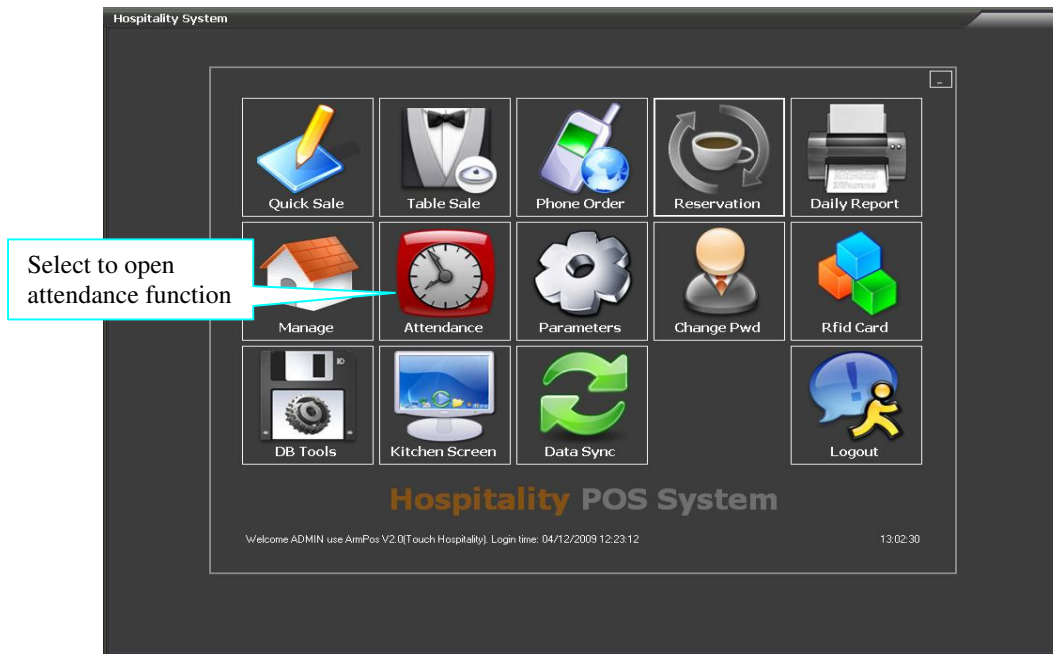 Hospitality System
Quick Sale
Table Sale
Phone Order
Reservation
Daily Report
Select to open
attendance function
Manage
Attendance
Parameters
Change Pwd
Rfid Card
DB Tools
Kitchen Screen
Data Sync
Logout
Hospitality POS System
Welcome ADMIN use ArmPos V2.0(Touch Hospitality). Login time: 04/12/2009 12:23:12
13:02:30